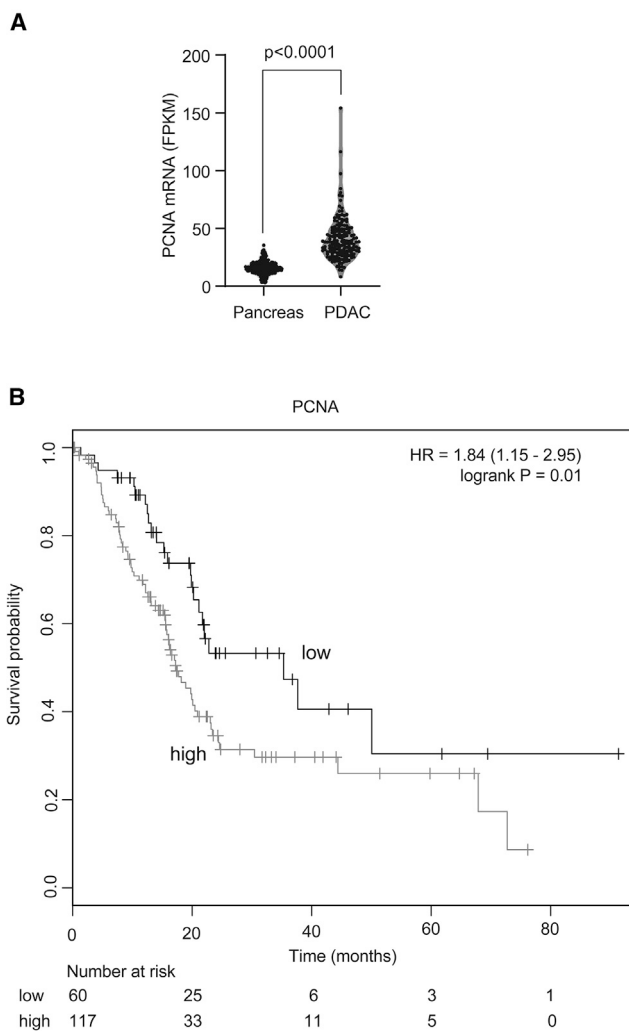 A
p<0.0001
PCNA mRNA (FPKM)
200
150
100
50
0
Pancreas PDAC
B
PCNA
HR = 1.84 (1.15 - 2.95)
logrank P = 0.01
Survival probability
1.0
0.8
0.6
0.4
0.2
0.0
low
high
0 20 40 60 80
Time (months)
Number at risk
low 60 25 6 3 1
high 117 33 11 5 0